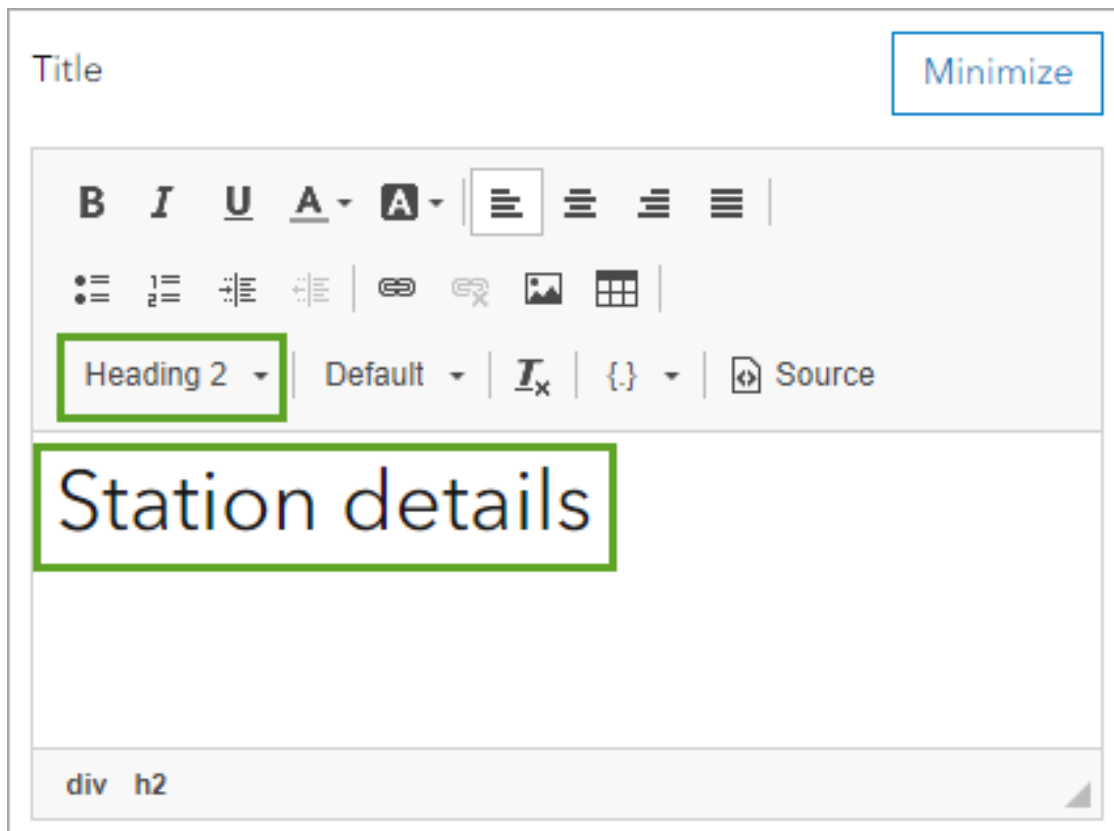 Title
Minimize
Heading 2
Default
Source
Station details
div h2